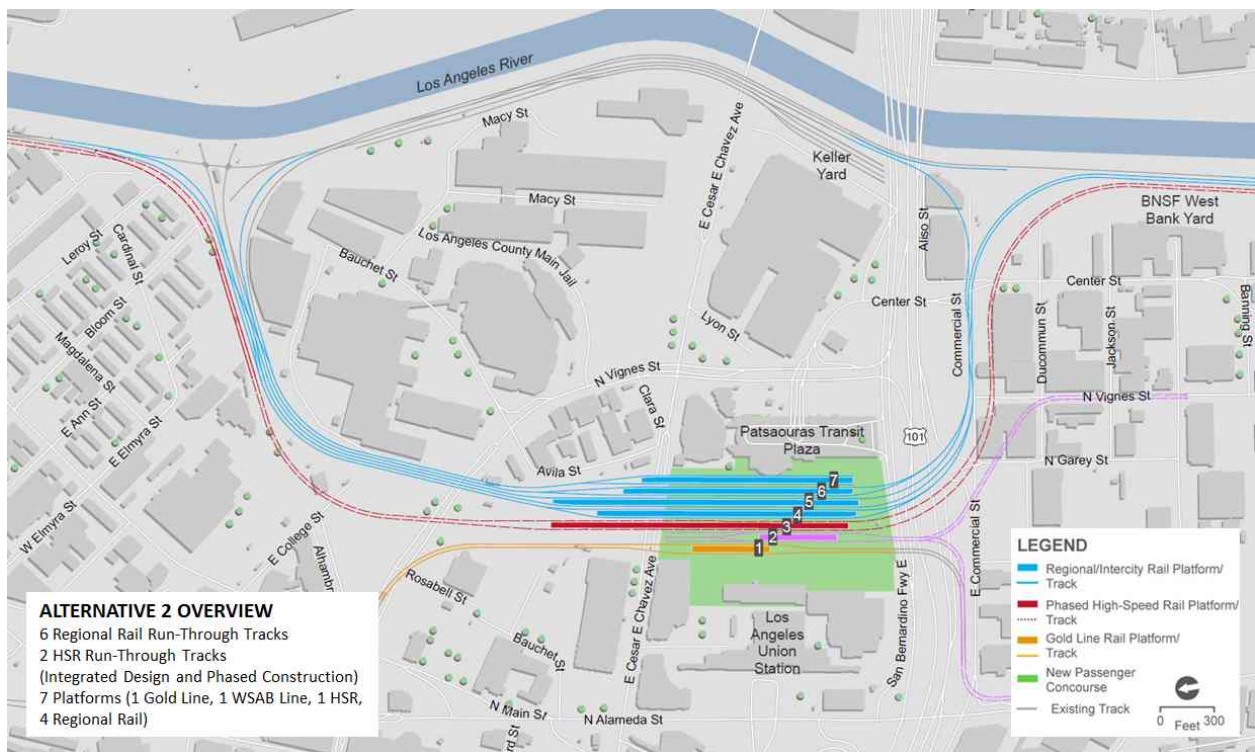 Los Angeles River
Macy St
E Cesar E Chavez Ave
Keller
Yard
Macy St
Los Angeles County Main Jail
Bauchet St
Aliso St
BNSF West
Bank Yard
Leroy St
Cardinal St
Bloom St
Magdalena St
E Ann St
E Elmyra St
W Elmyra St
Center St
Center St
Lyon St
Commercial St
Ducommun St
Jackson St
Banning St
N Vignes St
N Vignes St
Clara St
Patsaouras Transit
Plaza
101
N Garey St
Avila St
7
6
5
4
3
2
1
E College St
Rosabell St
Bauchet St
E Cesar E Chavez Ave
Los
Angeles
Union
Station
San Bernardino Fwy E
E Commercial St
N Main St
N Alameda St
Alhamb
rd St
ALTERNATIVE 2 OVERVIEW
6 Regional Rail Run-Through Tracks
2 HSR Run-Through Tracks
(Integrated Design and Phased Construction)
7 Platforms (1 Gold Line, 1 WSAB Line, 1 HSR,
4 Regional Rail)
LEGEND
Regional/Intercity Rail Platform/
Track
Phased High-Speed Rail Platform/
Track
Gold Line Rail Platform/
Track
New Passenger
Concourse
Existing Track
0 300
Feet